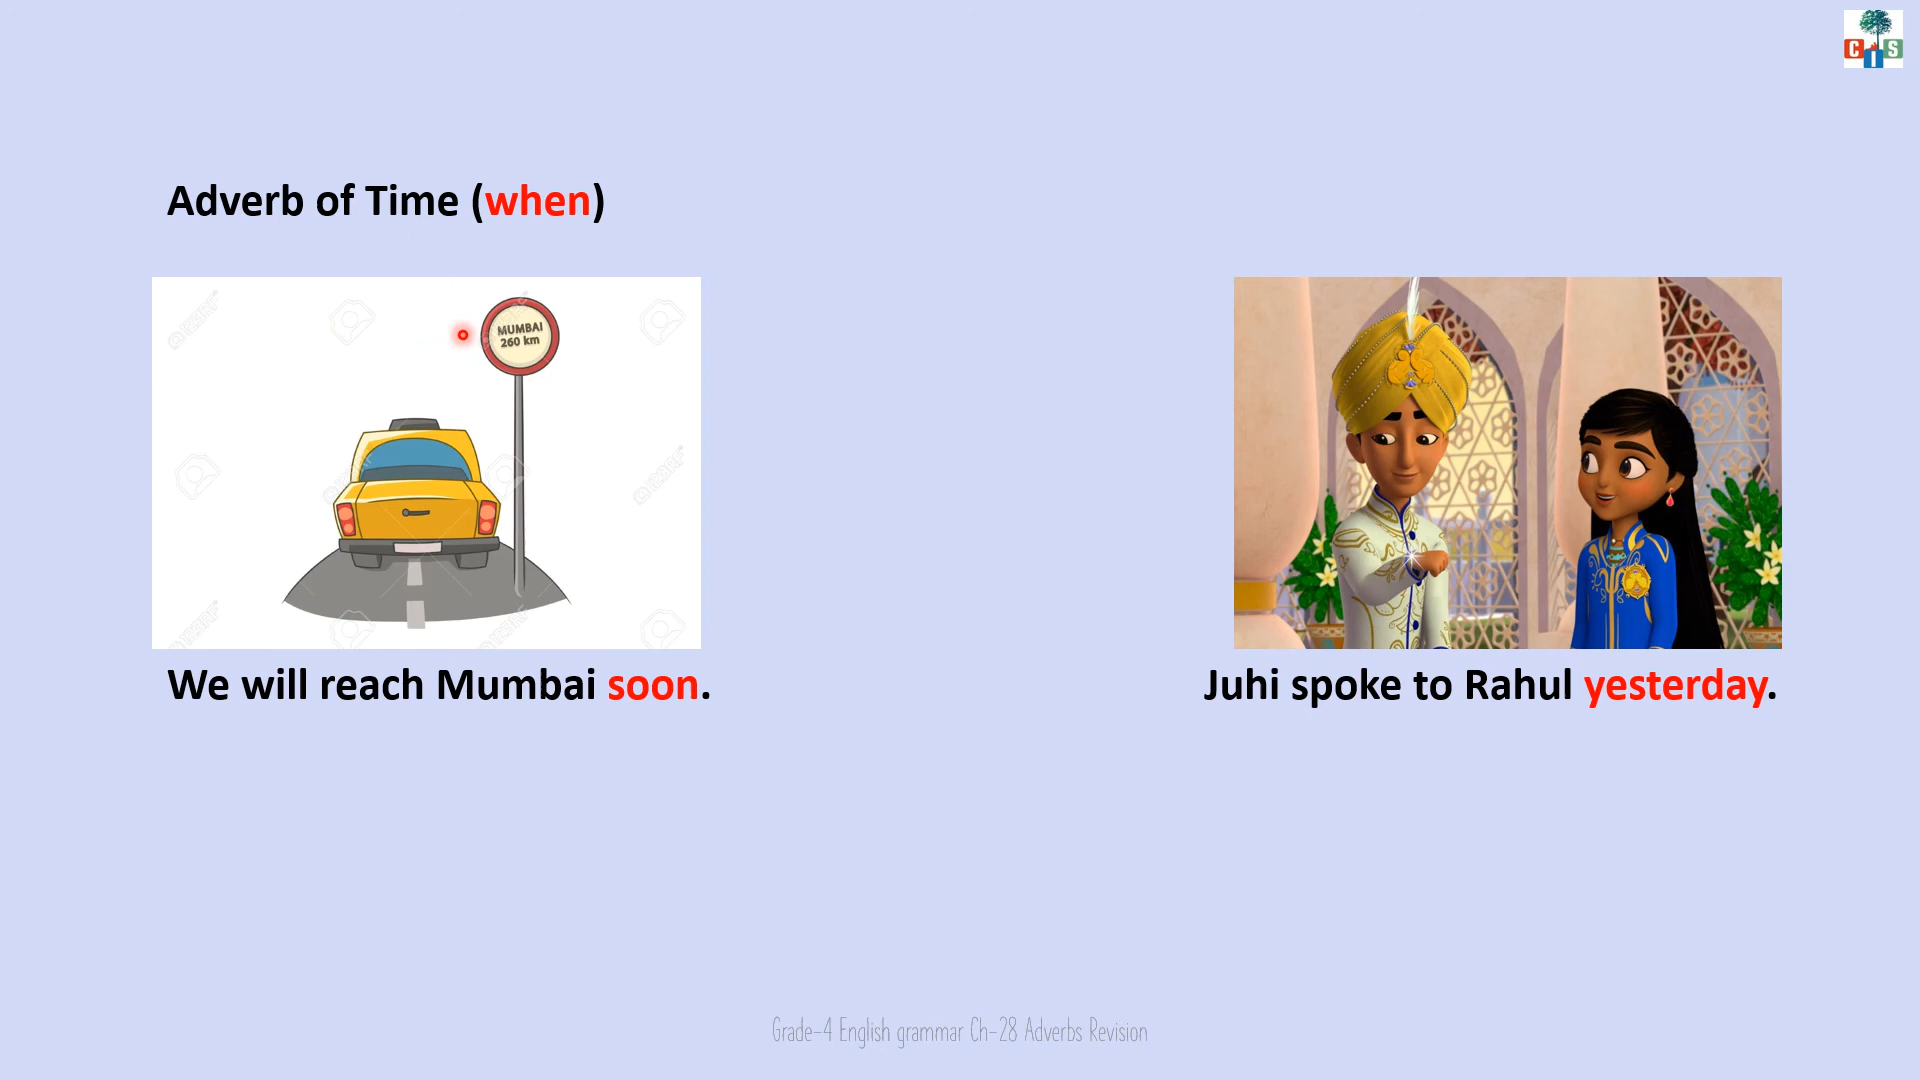 CIS
Adverb of Time (when)
MUMBAI
260 km
We will reach Mumbai soon.
Juhi spoke to Rahul yesterday.
Grade-4 English grammar Ch-28 Adverbs Revision